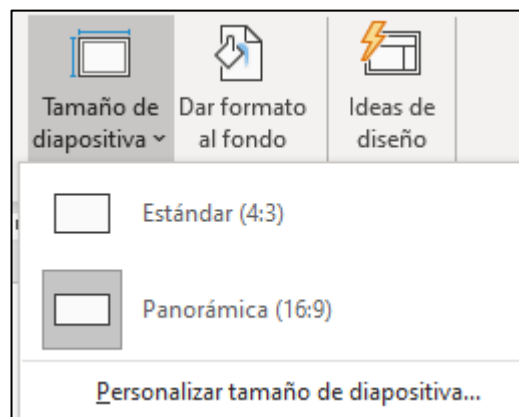 Tamaño de
diapositiva
Dar formato
al fondo
Ideas de
diseño
Estándar (4:3)
Panorámica (16:9)
Personalizar tamaño de diapositiva...